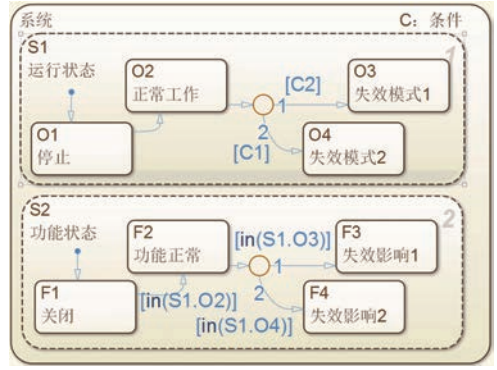 系统
C：条件
S1
1
运行状态
O2
正常工作
O3
失效模式1
[C2]
1
O1
停止
2
[C1]
O4
失效模式2
S2
2
功能状态
F2
功能正常
[in(S1.O3)]
F3
失效影响1
1
F1
关闭
[in(S1.O2)]
2
[in(S1.O4)]
F4
失效影响2